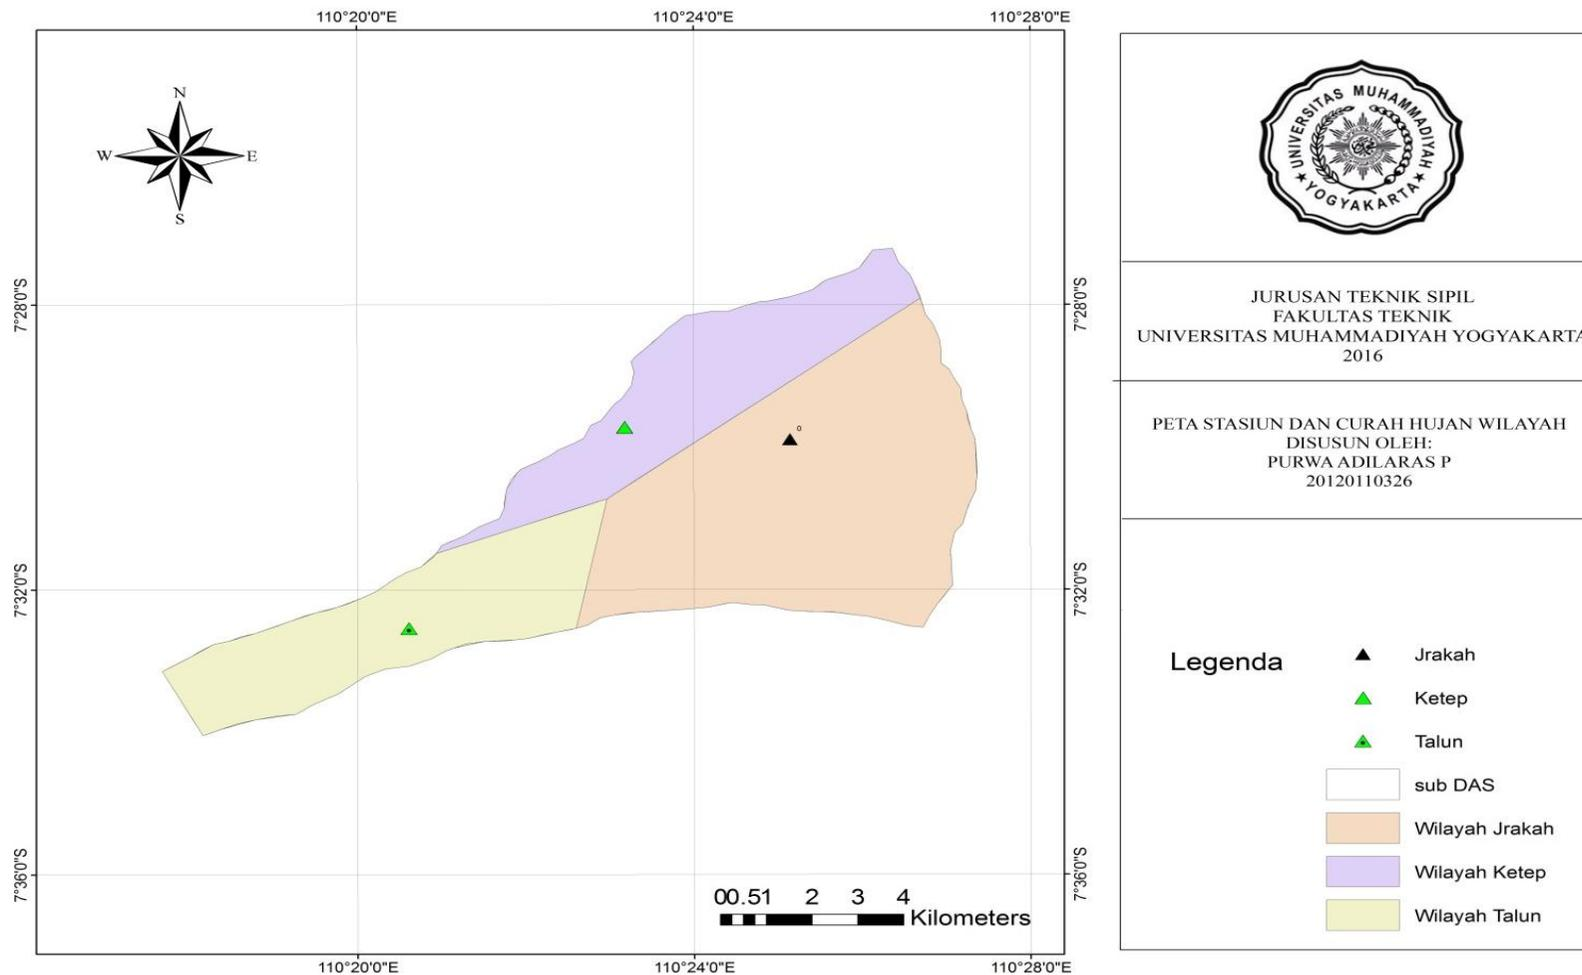 110°20'0"E
110°24'0"E
110°28'0"E
N
W
E
S
7°28'0"S
7°28'0"S
7°32'0"S
7°32'0"S
7°36'0"S
7°36'0"S
0
00.51 2 3 4
Kilometers
110°20'0"E
110°24'0"E
110°28'0"E
UNIVERSITAS MUHAMMADIYAH
YOGYAKARTA
JURUSAN TEKNIK SIPIL
FAKULTAS TEKNIK
UNIVERSITAS MUHAMMADIYAH YOGYAKARTA
2016
PETA STASIUN DAN CURAH HUJAN WILAYAH
DISUSUN OLEH:
PURWA ADILARAS P
20120110326
Legenda
Jrakah
Ketep
Talun
sub DAS
Wilayah Jrakah
Wilayah Ketep
Wilayah Talun